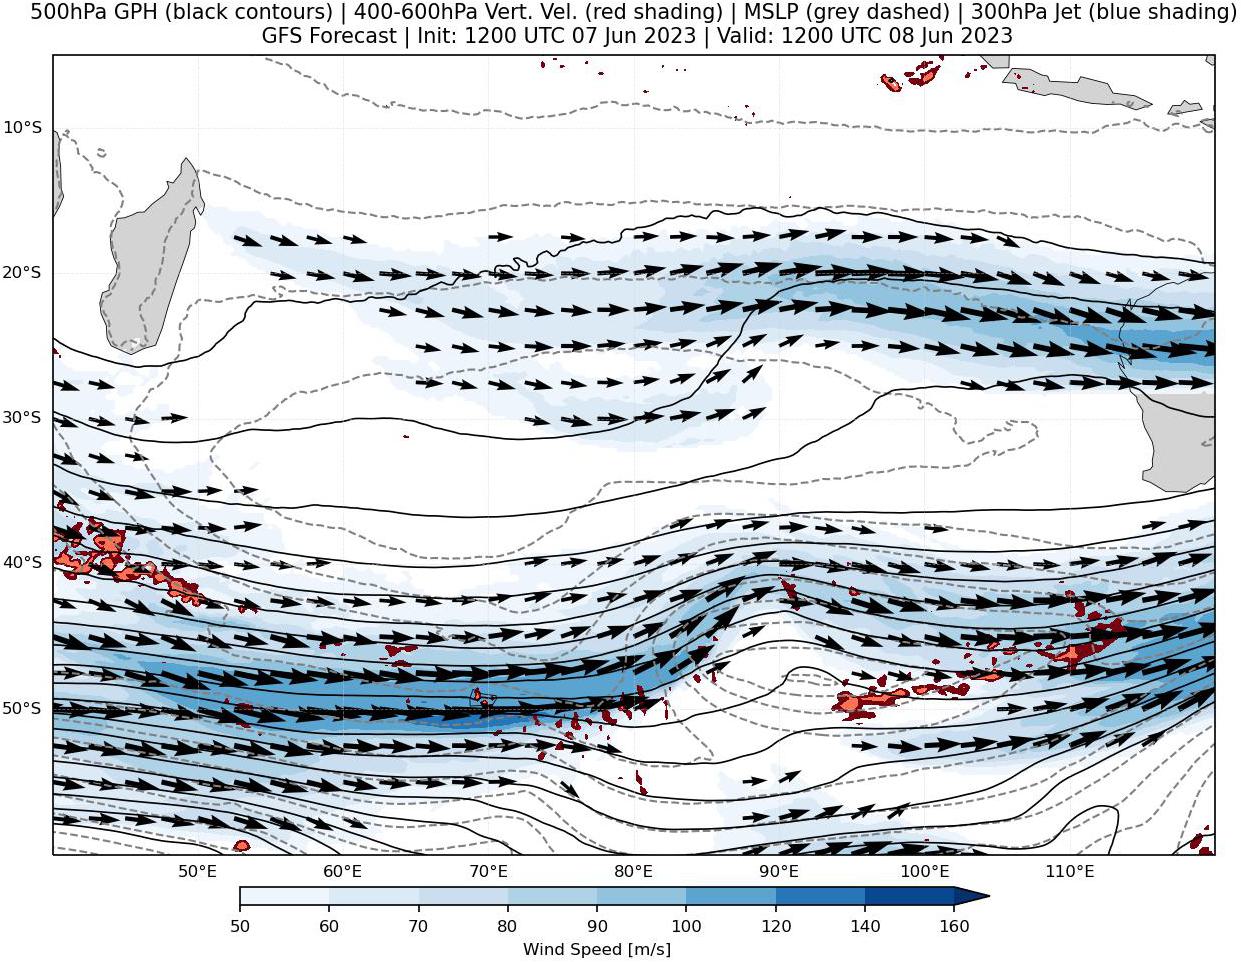 500hPa GPH (black contours) | 400-600hPa Vert. Vel. (red shading) | MSLP (grey dashed) | 300hPa Jet (blue shading)
GFS Forecast | Init: 1200 UTC 07 Jun 2023 | Valid: 1200 UTC 08 Jun 2023
10°S
20°S
30°S
40°S
50°S
50°E 60°E 70°E 80°E 90°E 100°E 110°E
50 60 70 80 90 100 120 140 160
Wind Speed [m/s]